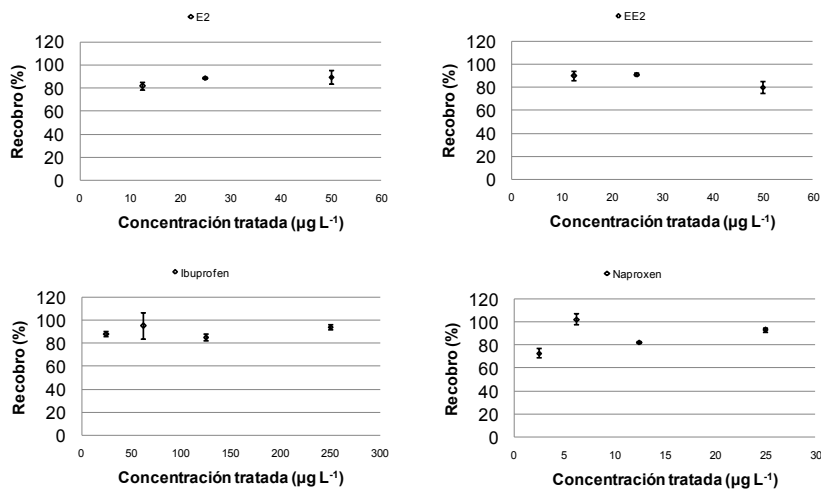 E2
120
100
80
60
40
20
0
Recobro (%)
0 10 20 30 40 50 60
Concentración tratada (µg L⁻¹)
EE2
120
100
80
60
40
20
0
Recobro (%)
0 10 20 30 40 50 60
Concentración tratada (µg L⁻¹)
Ibuprofen
120
100
80
60
40
20
0
Recobro (%)
0 50 100 150 200 250 300
Concentración tratada (µg L⁻¹)
Naproxen
120
100
80
60
40
20
0
Recobro (%)
0 5 10 15 20 25 30
Concentración tratada (µg L⁻¹)